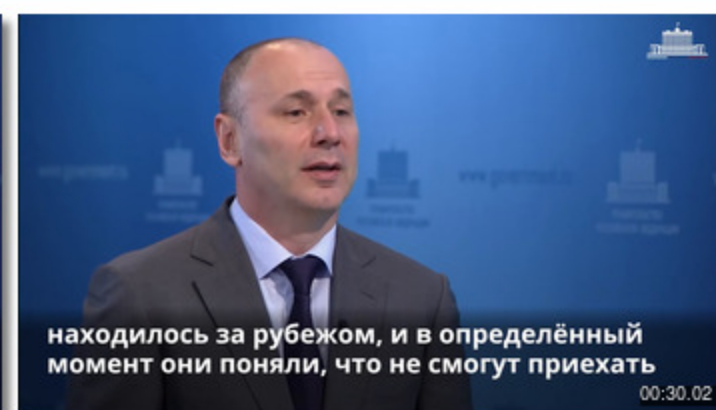 находилось за рубежом, и в определённый
момент они поняли, что не смогут приехать
00:30.02